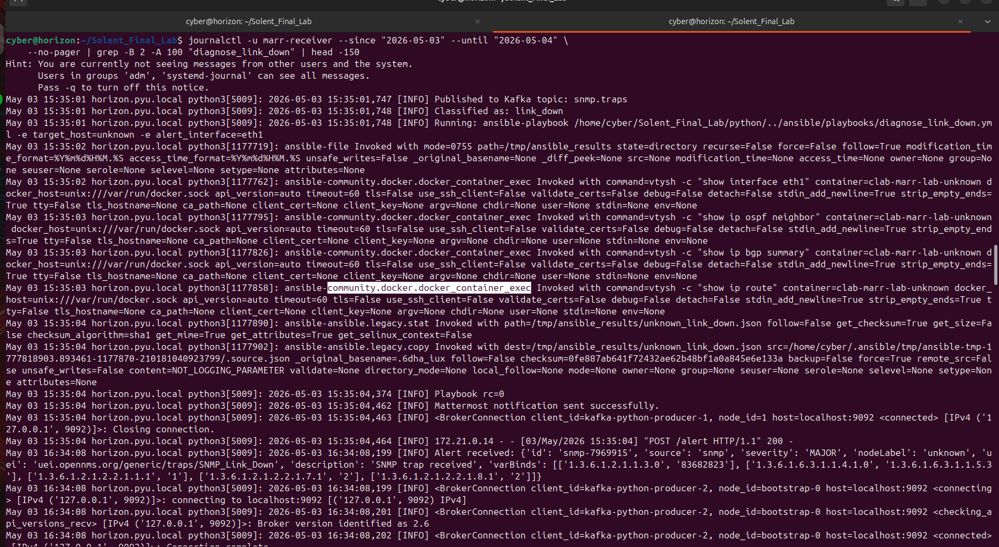 cyber@horizon: ~/Solent_Final_Lab
cyber@horizon: ~/Solent_Final_Lab
cyber@horizon:~/Solent_Final_Lab$ journalctl -u marr-receiver --since "2026-05-03" --until "2026-05-04" \
    --no-pager | grep -B 2 -A 100 "diagnose_link_down" | head -150
Hint: You are currently not seeing messages from other users and the system.
      Users in groups 'adm', 'systemd-journal' can see all messages.
      Pass -q to turn off this notice.
May 03 15:35:01 horizon.pyu.local python3[5009]: 2026-05-03 15:35:01,747 [INFO] Published to Kafka topic: snmp.traps
May 03 15:35:01 horizon.pyu.local python3[5009]: 2026-05-03 15:35:01,748 [INFO] Classified as: link_down
May 03 15:35:01 horizon.pyu.local python3[5009]: 2026-05-03 15:35:01,748 [INFO] Running: ansible-playbook /home/cyber/Solent_Final_Lab/python/../ansible/playbooks/diagnose_link_down.ym
l -e target_host=unknown -e alert_interface=eth1
May 03 15:35:02 horizon.pyu.local python3[1177719]: ansible-file Invoked with mode=0755 path=/tmp/ansible_results state=directory recurse=False force=False follow=True modification_tim
e_format=%Y%m%d%H%M.%S access_time_format=%Y%m%d%H%M.%S unsafe_writes=False _original_basename=None _diff_peek=None src=None modification_time=None access_time=None owner=None group=No
ne seuser=None serole=None selevel=None setype=None attributes=None
May 03 15:35:02 horizon.pyu.local python3[1177762]: ansible-community.docker.docker_container_exec Invoked with command=vtysh -c "show interface eth1" container=clab-marr-lab-unknown d
ocker_host=unix:///var/run/docker.sock api_version=auto timeout=60 tls=False use_ssh_client=False validate_certs=False debug=False detach=False stdin_add_newline=True strip_empty_ends=
True tty=False tls_hostname=None ca_path=None client_cert=None client_key=None argv=None chdir=None user=None stdin=None env=None
May 03 15:35:03 horizon.pyu.local python3[1177795]: ansible-community.docker.docker_container_exec Invoked with command=vtysh -c "show ip ospf neighbor" container=clab-marr-lab-unknown
 docker_host=unix:///var/run/docker.sock api_version=auto timeout=60 tls=False use_ssh_client=False validate_certs=False debug=False detach=False stdin_add_newline=True strip_empty_end
s=True tty=False tls_hostname=None ca_path=None client_cert=None client_key=None argv=None chdir=None user=None stdin=None env=None
May 03 15:35:03 horizon.pyu.local python3[1177826]: ansible-community.docker.docker_container_exec Invoked with command=vtysh -c "show ip bgp summary" container=clab-marr-lab-unknown d
ocker_host=unix:///var/run/docker.sock api_version=auto timeout=60 tls=False use_ssh_client=False validate_certs=False debug=False detach=False stdin_add_newline=True strip_empty_ends=
True tty=False tls_hostname=None ca_path=None client_cert=None client_key=None argv=None chdir=None user=None stdin=None env=None
May 03 15:35:03 horizon.pyu.local python3[1177858]: ansible-community.docker.docker_container_exec Invoked with command=vtysh -c "show ip route" container=clab-marr-lab-unknown docker_
host=unix:///var/run/docker.sock api_version=auto timeout=60 tls=False use_ssh_client=False validate_certs=False debug=False detach=False stdin_add_newline=True strip_empty_ends=True t
ty=False tls_hostname=None ca_path=None client_cert=None client_key=None argv=None chdir=None user=None stdin=None env=None
May 03 15:35:04 horizon.pyu.local python3[1177890]: ansible-ansible.legacy.stat Invoked with path=/tmp/ansible_results/unknown_link_down.json follow=False get_checksum=True get_size=Fa
lse checksum_algorithm=sha1 get_mime=True get_attributes=True get_selinux_context=False
May 03 15:35:04 horizon.pyu.local python3[1177902]: ansible-ansible.legacy.copy Invoked with dest=/tmp/ansible_results/unknown_link_down.json src=/home/cyber/.ansible/tmp/ansible-tmp-1
777818903.893461-1177870-210181040923799/.source.json _original_basename=.6dha_iux follow=False checksum=0fe887ab641f72432ae62b48bf1a0a845e6e133a backup=False force=True remote_src=Fal
se unsafe_writes=False content=NOT_LOGGING_PARAMETER validate=None directory_mode=None local_follow=None mode=None owner=None group=None seuser=None serole=None selevel=None setype=Non
e attributes=None
May 03 15:35:04 horizon.pyu.local python3[5009]: 2026-05-03 15:35:04,374 [INFO] Playbook rc=0
May 03 15:35:04 horizon.pyu.local python3[5009]: 2026-05-03 15:35:04,462 [INFO] Mattermost notification sent successfully.
May 03 15:35:04 horizon.pyu.local python3[5009]: 2026-05-03 15:35:04,463 [INFO] <BrokerConnection client_id=kafka-python-producer-1, node_id=1 host=localhost:9092 <connected> [IPv4 ('1
27.0.0.1', 9092)]>: Closing connection.
May 03 15:35:04 horizon.pyu.local python3[5009]: 2026-05-03 15:35:04,464 [INFO] 172.21.0.14 - - [03/May/2026 15:35:04] "POST /alert HTTP/1.1" 200 -
May 03 16:34:08 horizon.pyu.local python3[5009]: 2026-05-03 16:34:08,199 [INFO] Alert received: {'id': 'snmp-7969915', 'source': 'snmp', 'severity': 'MAJOR', 'nodeLabel': 'unknown', 'u
ei': 'uei.opennms.org/generic/traps/SNMP_Link_Down', 'description': 'SNMP trap received', 'varBinds': [['1.3.6.1.2.1.1.3.0', '83682823'], ['1.3.6.1.6.3.1.1.4.1.0', '1.3.6.1.6.3.1.1.5.3
'], ['1.3.6.1.2.1.2.2.1.1.1', '1'], ['1.3.6.1.2.1.2.2.1.7.1', '2'], ['1.3.6.1.2.1.2.2.1.8.1', '2']]}
May 03 16:34:08 horizon.pyu.local python3[5009]: 2026-05-03 16:34:08,199 [INFO] <BrokerConnection client_id=kafka-python-producer-2, node_id=bootstrap-0 host=localhost:9092 <connecting
> [IPv4 ('127.0.0.1', 9092)]>: connecting to localhost:9092 [('127.0.0.1', 9092) IPv4]
May 03 16:34:08 horizon.pyu.local python3[5009]: 2026-05-03 16:34:08,201 [INFO] <BrokerConnection client_id=kafka-python-producer-2, node_id=bootstrap-0 host=localhost:9092 <checking_a
pi_versions_recv> [IPv4 ('127.0.0.1', 9092)]>: Broker version identified as 2.6
May 03 16:34:08 horizon.pyu.local python3[5009]: 2026-05-03 16:34:08,202 [INFO] <BrokerConnection client_id=kafka-python-producer-2, node_id=bootstrap-0 host=localhost:9092 <connected>